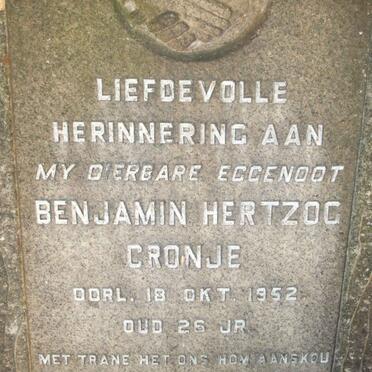 LIEFDEVOLLE
HERINNERING AAN
MY DIERBARE EGGENOOT
BENJAMIN HERTZOG
CRONJE
OORL. 18 OKT. 1952
OUD 26 JR
MET TRANE HET ONS HOM AANSKOU